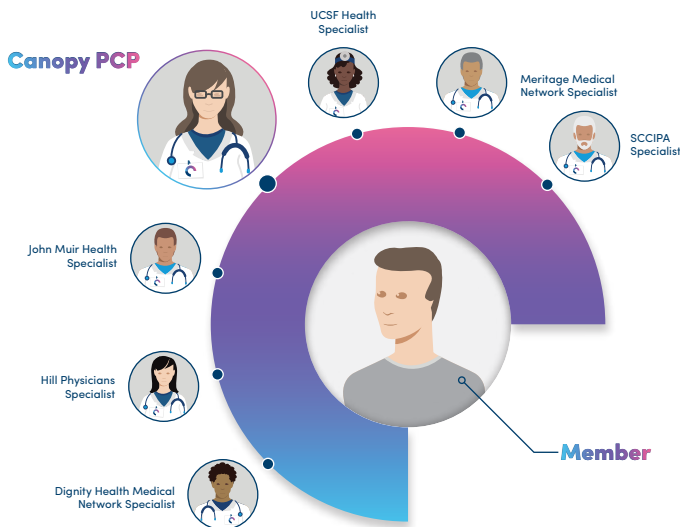 UCSF Health
Specialist
Canopy PCP
Meritage Medical
Network Specialist
SCCIPA
Specialist
John Muir Health
Specialist
Hill Physicians
Specialist
Member
Dignity Health Medical
Network Specialist